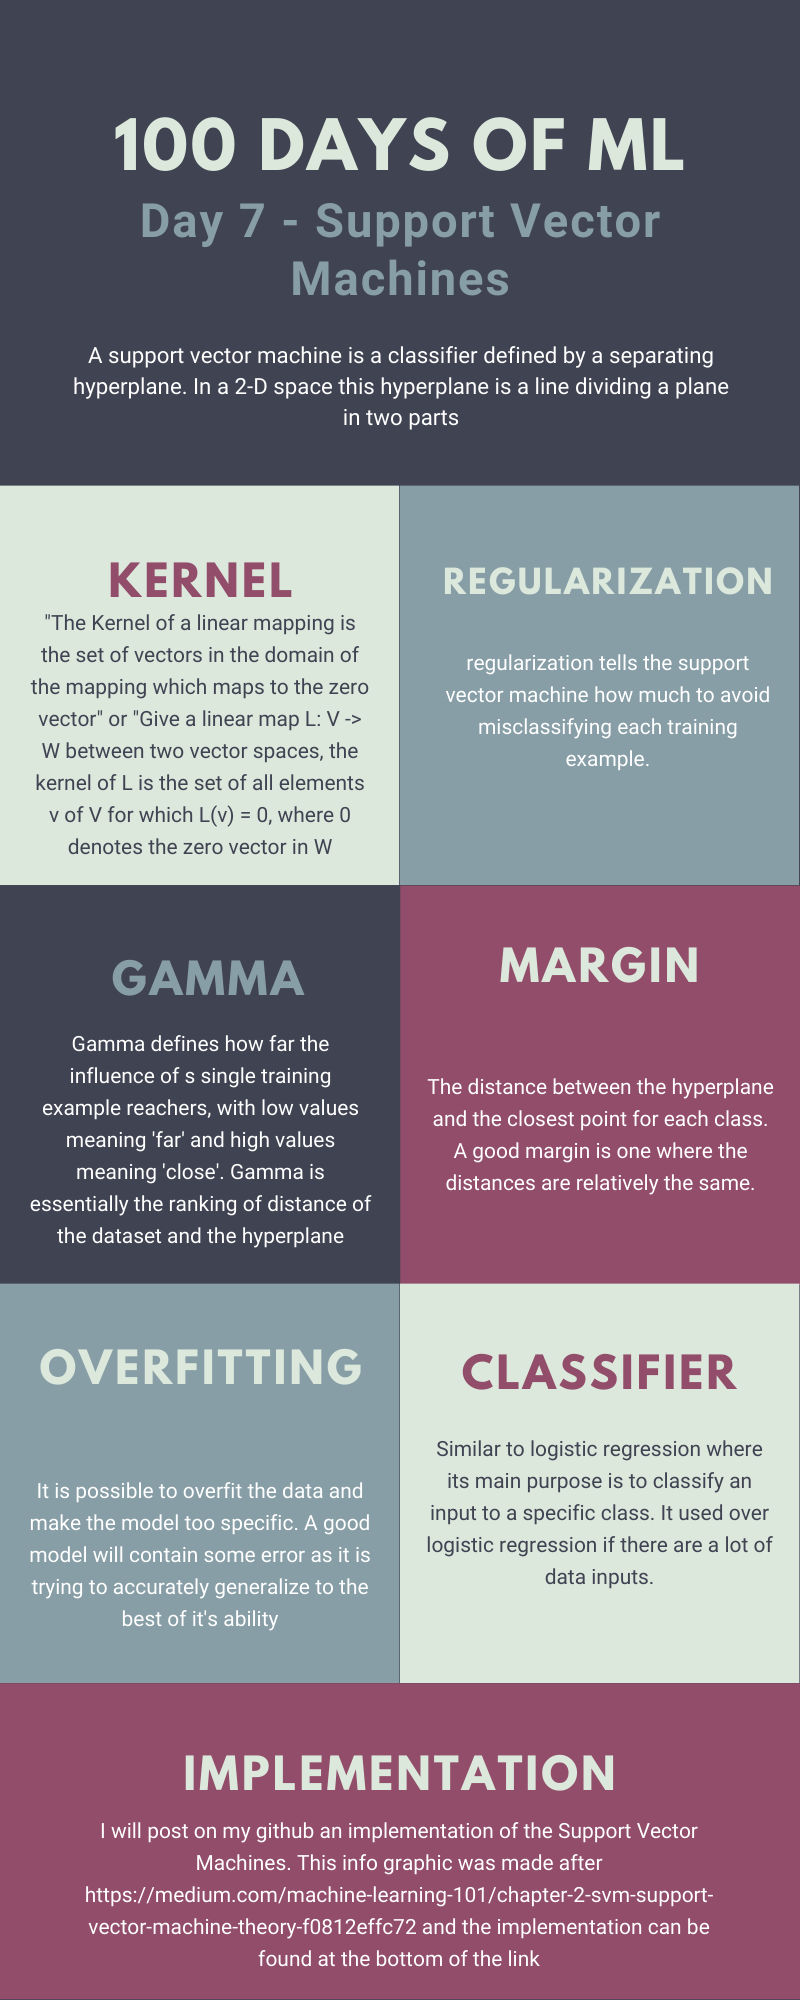 100 DAYS OF ML
Day 7 - Support Vector
Machines
A support vector machine is a classifier defined by a separating
hyperplane. In a 2-D space this hyperplane is a line dividing a plane
in two parts
KERNEL
"The Kernel of a linear mapping is
the set of vectors in the domain of
the mapping which maps to the zero
vector" or "Give a linear map L: V ->
W between two vector spaces, the
kernel of L is the set of all elements
v of V for which L(v) = 0, where 0
denotes the zero vector in W
REGULARIZATION
regularization tells the support
vector machine how much to avoid
misclassifying each training
example.
GAMMA
Gamma defines how far the
influence of s single training
example reachers, with low values
meaning 'far' and high values
meaning 'close'. Gamma is
essentially the ranking of distance of
the dataset and the hyperplane
MARGIN
The distance between the hyperplane
and the closest point for each class.
A good margin is one where the
distances are relatively the same.
OVERFITTING
It is possible to overfit the data and
make the model too specific. A good
model will contain some error as it is
trying to accurately generalize to the
best of it's ability
CLASSIFIER
Similar to logistic regression where
its main purpose is to classify an
input to a specific class. It used over
logistic regression if there are a lot of
data inputs.
IMPLEMENTATION
I will post on my github an implementation of the Support Vector
Machines. This info graphic was made after
https://medium.com/machine-learning-101/chapter-2-svm-support-
vector-machine-theory-f0812effc72 and the implementation can be
found at the bottom of the link